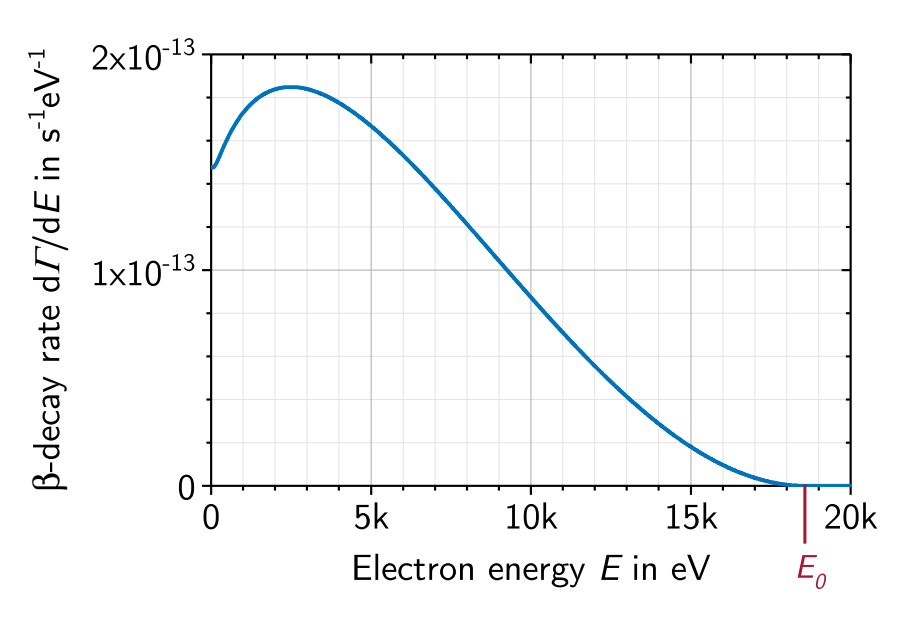 β-decay rate dΓ/dE in s⁻¹eV⁻¹
2x10⁻¹³
1x10⁻¹³
0
0 5k 10k 15k 20k
Electron energy E in eV
E₀